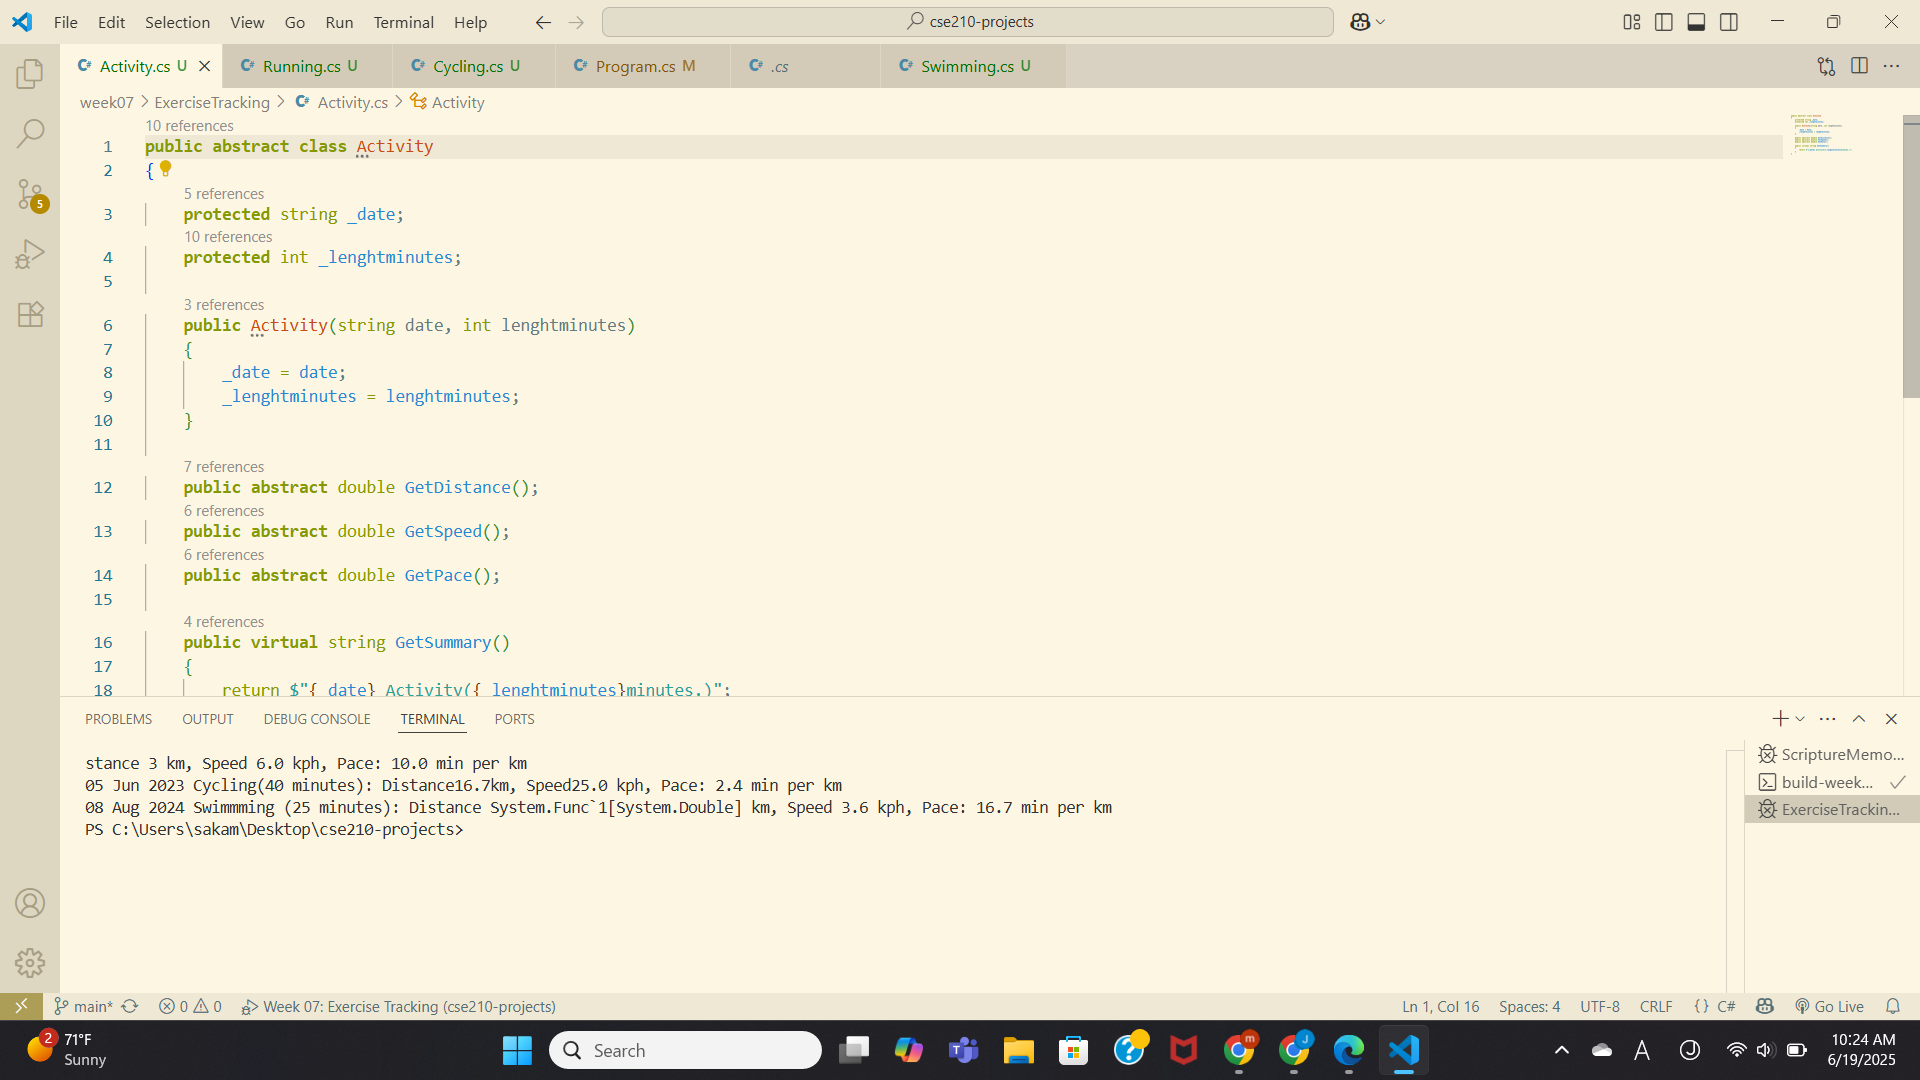 File Edit Selection View Go Run Terminal Help cse210-projects
Activity.cs U Running.cs U Cycling.cs U Program.cs M .cs Swimming.cs U
week07 > ExerciseTracking > Activity.cs > Activity
10 references
1 public abstract class Activity
2 {
5 references
3 protected string _date;
10 references
4 protected int _lenghtminutes;
5
3 references
6 public Activity(string date, int lenghtminutes)
7 {
8 _date = date;
9 _lenghtminutes = lenghtminutes;
10 }
11
7 references
12 public abstract double GetDistance();
6 references
13 public abstract double GetSpeed();
6 references
14 public abstract double GetPace();
15
4 references
16 public virtual string GetSummary()
17 {
18 return $"{_date} Activity({_lenghtminutes}minutes.)";
5
PROBLEMS OUTPUT DEBUG CONSOLE TERMINAL PORTS
stance 3 km, Speed 6.0 kph, Pace: 10.0 min per km
05 Jun 2023 Cycling(40 minutes): Distance16.7km, Speed25.0 kph, Pace: 2.4 min per km
08 Aug 2024 Swimmming (25 minutes): Distance System.Func`1[System.Double] km, Speed 3.6 kph, Pace: 16.7 min per km
PS C:\Users\sakam\Desktop\cse210-projects>
ScriptureMemo...
build-week...
ExerciseTrackin...
main* 0 0 Week 07: Exercise Tracking (cse210-projects) Ln 1, Col 16 Spaces: 4 UTF-8 CRLF {} C# Go Live
2 71°F
Sunny
Search
m J
A J
10:24 AM
6/19/2025